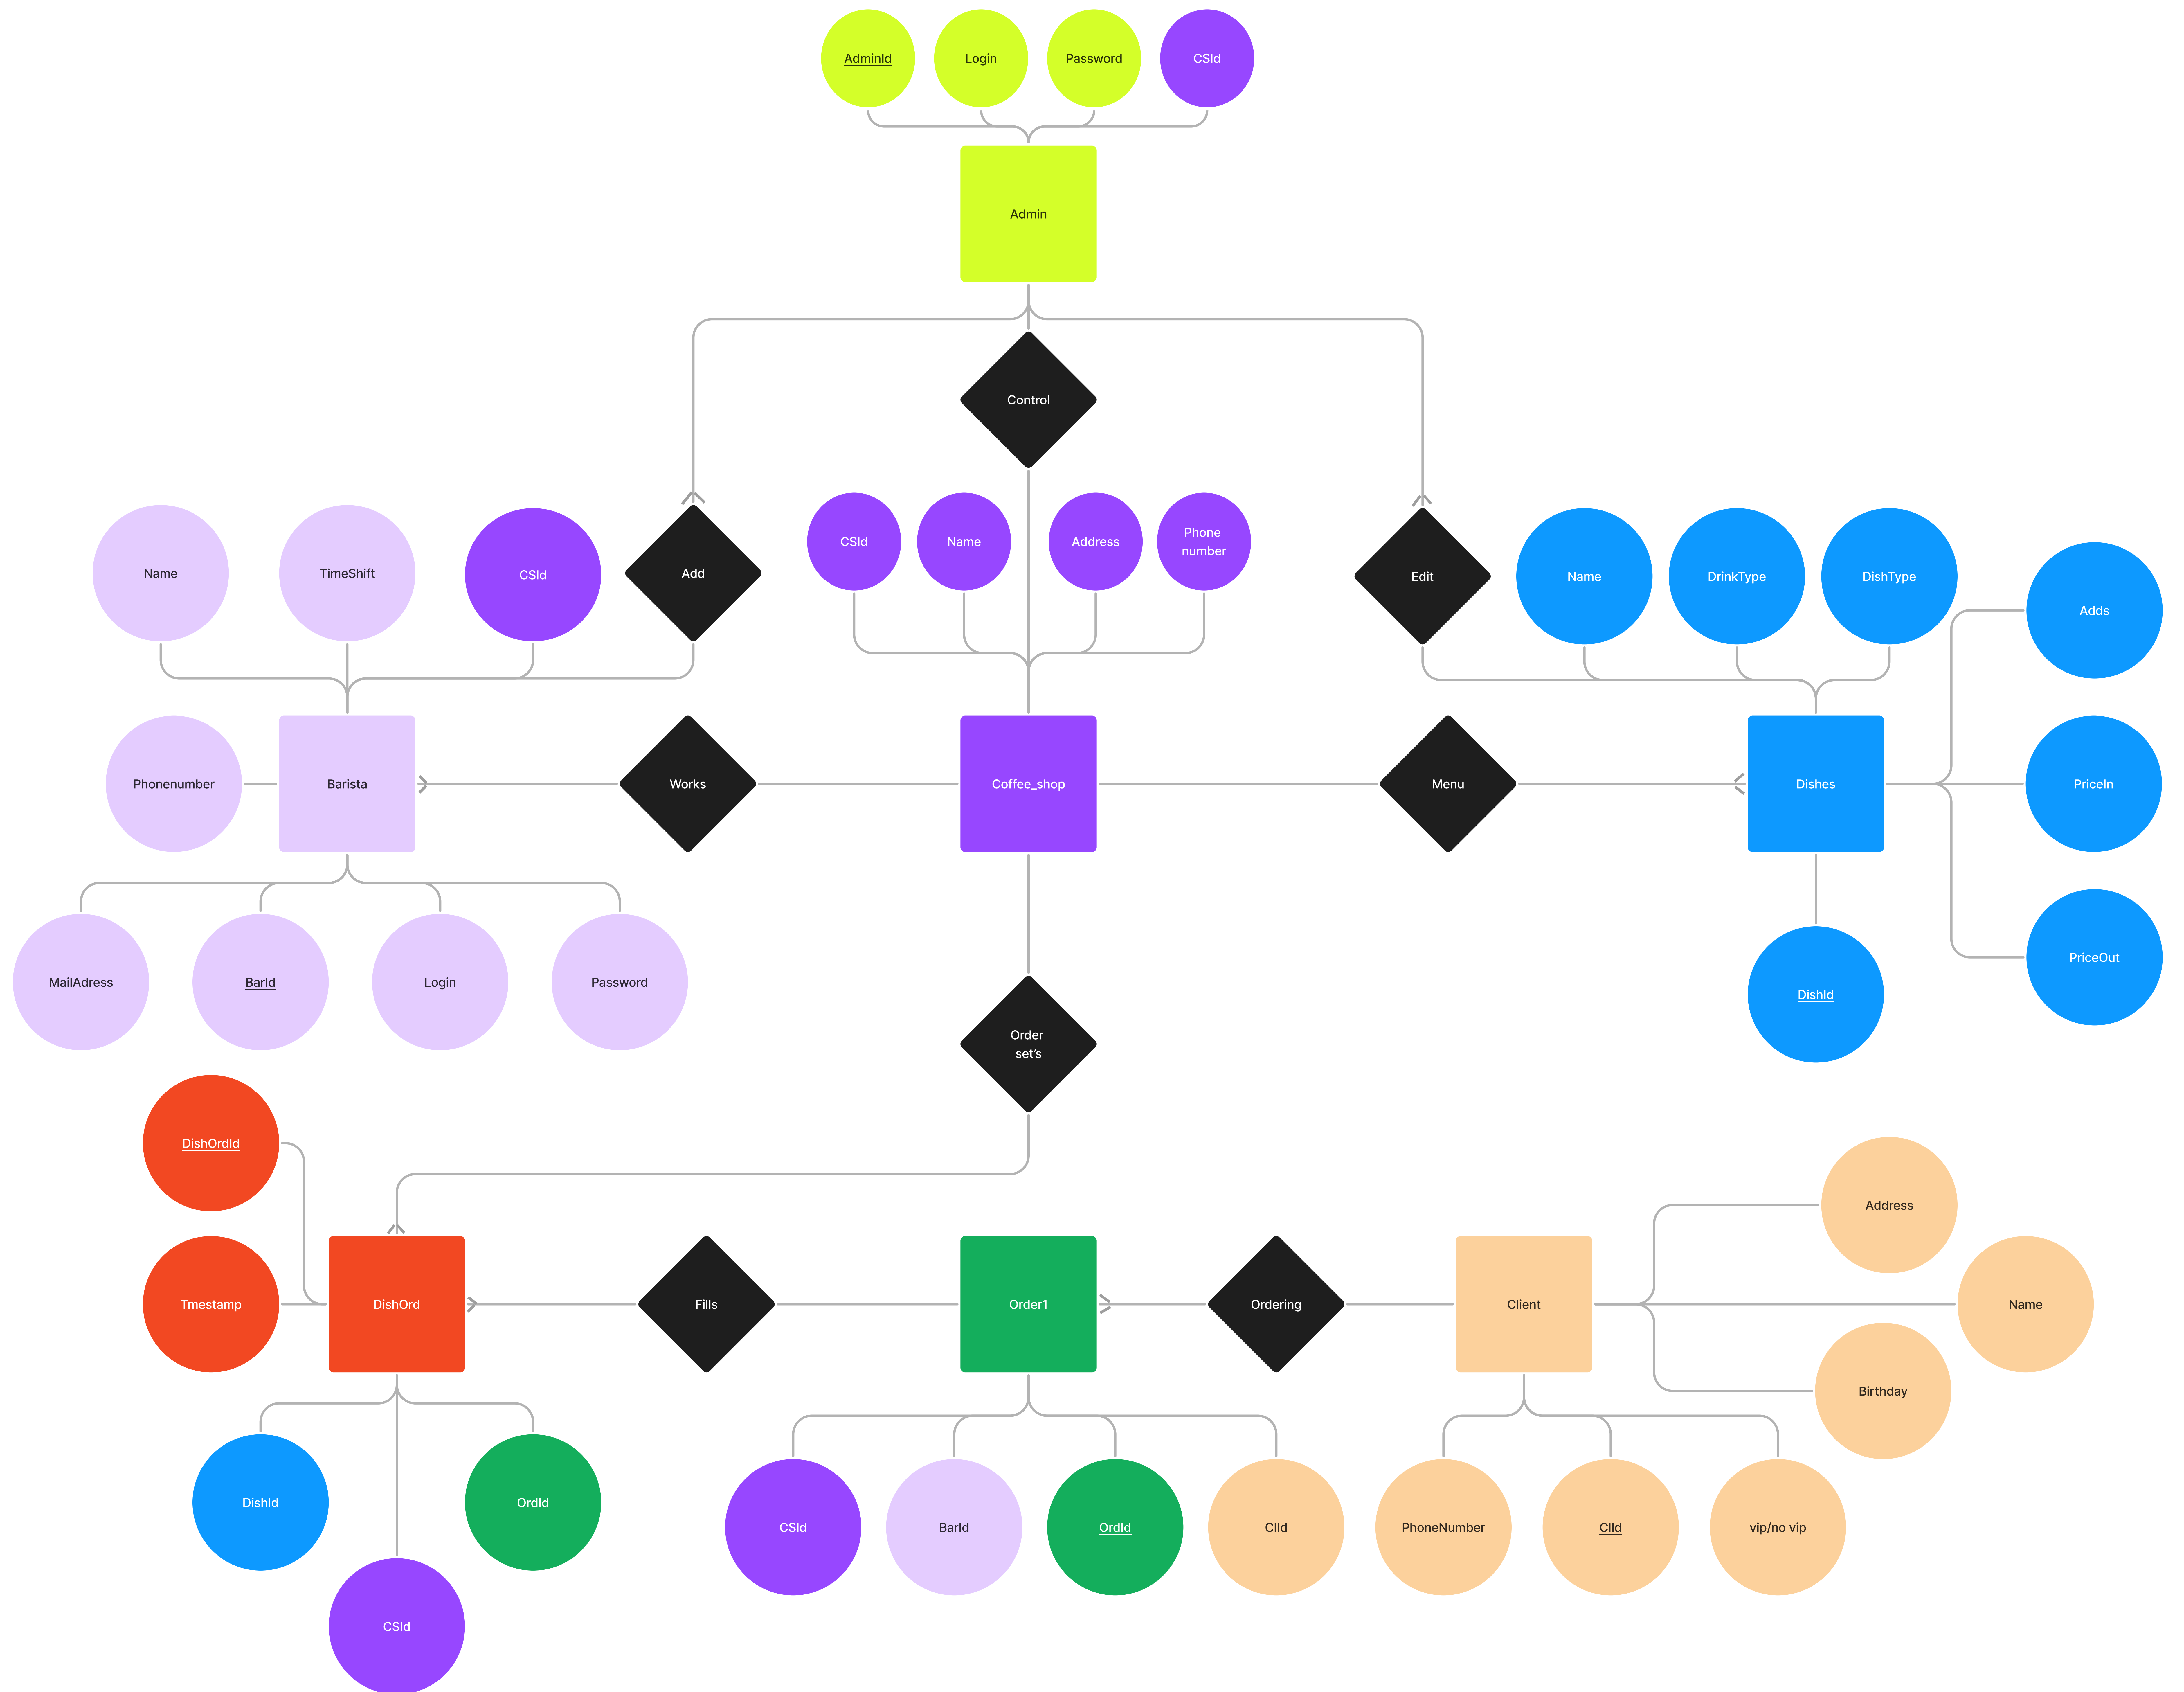 AdminId
Login
Password
CSId
Admin
Control
Name
TimeShift
CSId
Add
CSId
Name
Address
Phone
number
Edit
Name
DrinkType
DishType
Adds
Phonenumber
Barista
Works
Coffee_shop
Menu
Dishes
PriceIn
MailAdress
BarId
Login
Password
DishId
PriceOut
Order
set’s
DishOrdId
Address
Tmestamp
DishOrd
Fills
Order1
Ordering
Client
Name
Birthday
DishId
OrdId
CSId
BarId
OrdId
ClId
PhoneNumber
ClId
vip/no vip
CSId